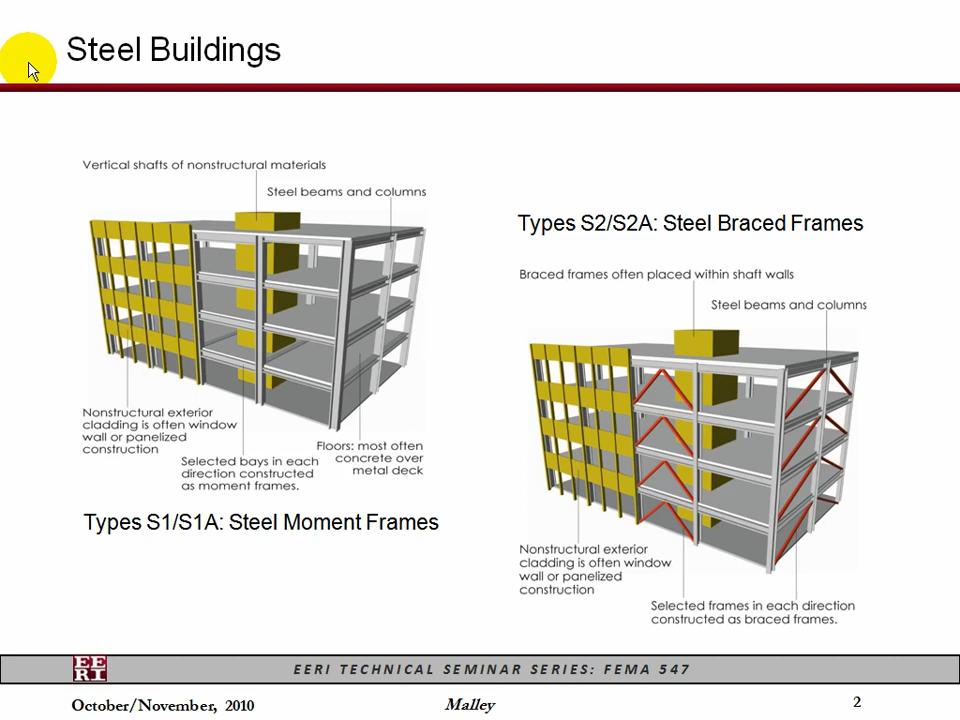 Steel Buildings
Vertical shafts of nonstructural materials
Steel beams and columns
Nonstructural exterior
cladding is often window
wall or panelized
construction
Selected bays in each
direction constructed
as moment frames.
Floors: most often
concrete over
metal deck
Types S1/S1A: Steel Moment Frames
Types S2/S2A: Steel Braced Frames
Braced frames often placed within shaft walls
Steel beams and columns
Nonstructural exterior
cladding is often window
wall or panelized
construction
Selected frames in each direction
constructed as braced frames.
EE
RI
EERI TECHNICAL SEMINAR SERIES: FEMA 547
October/November, 2010
Malley
2